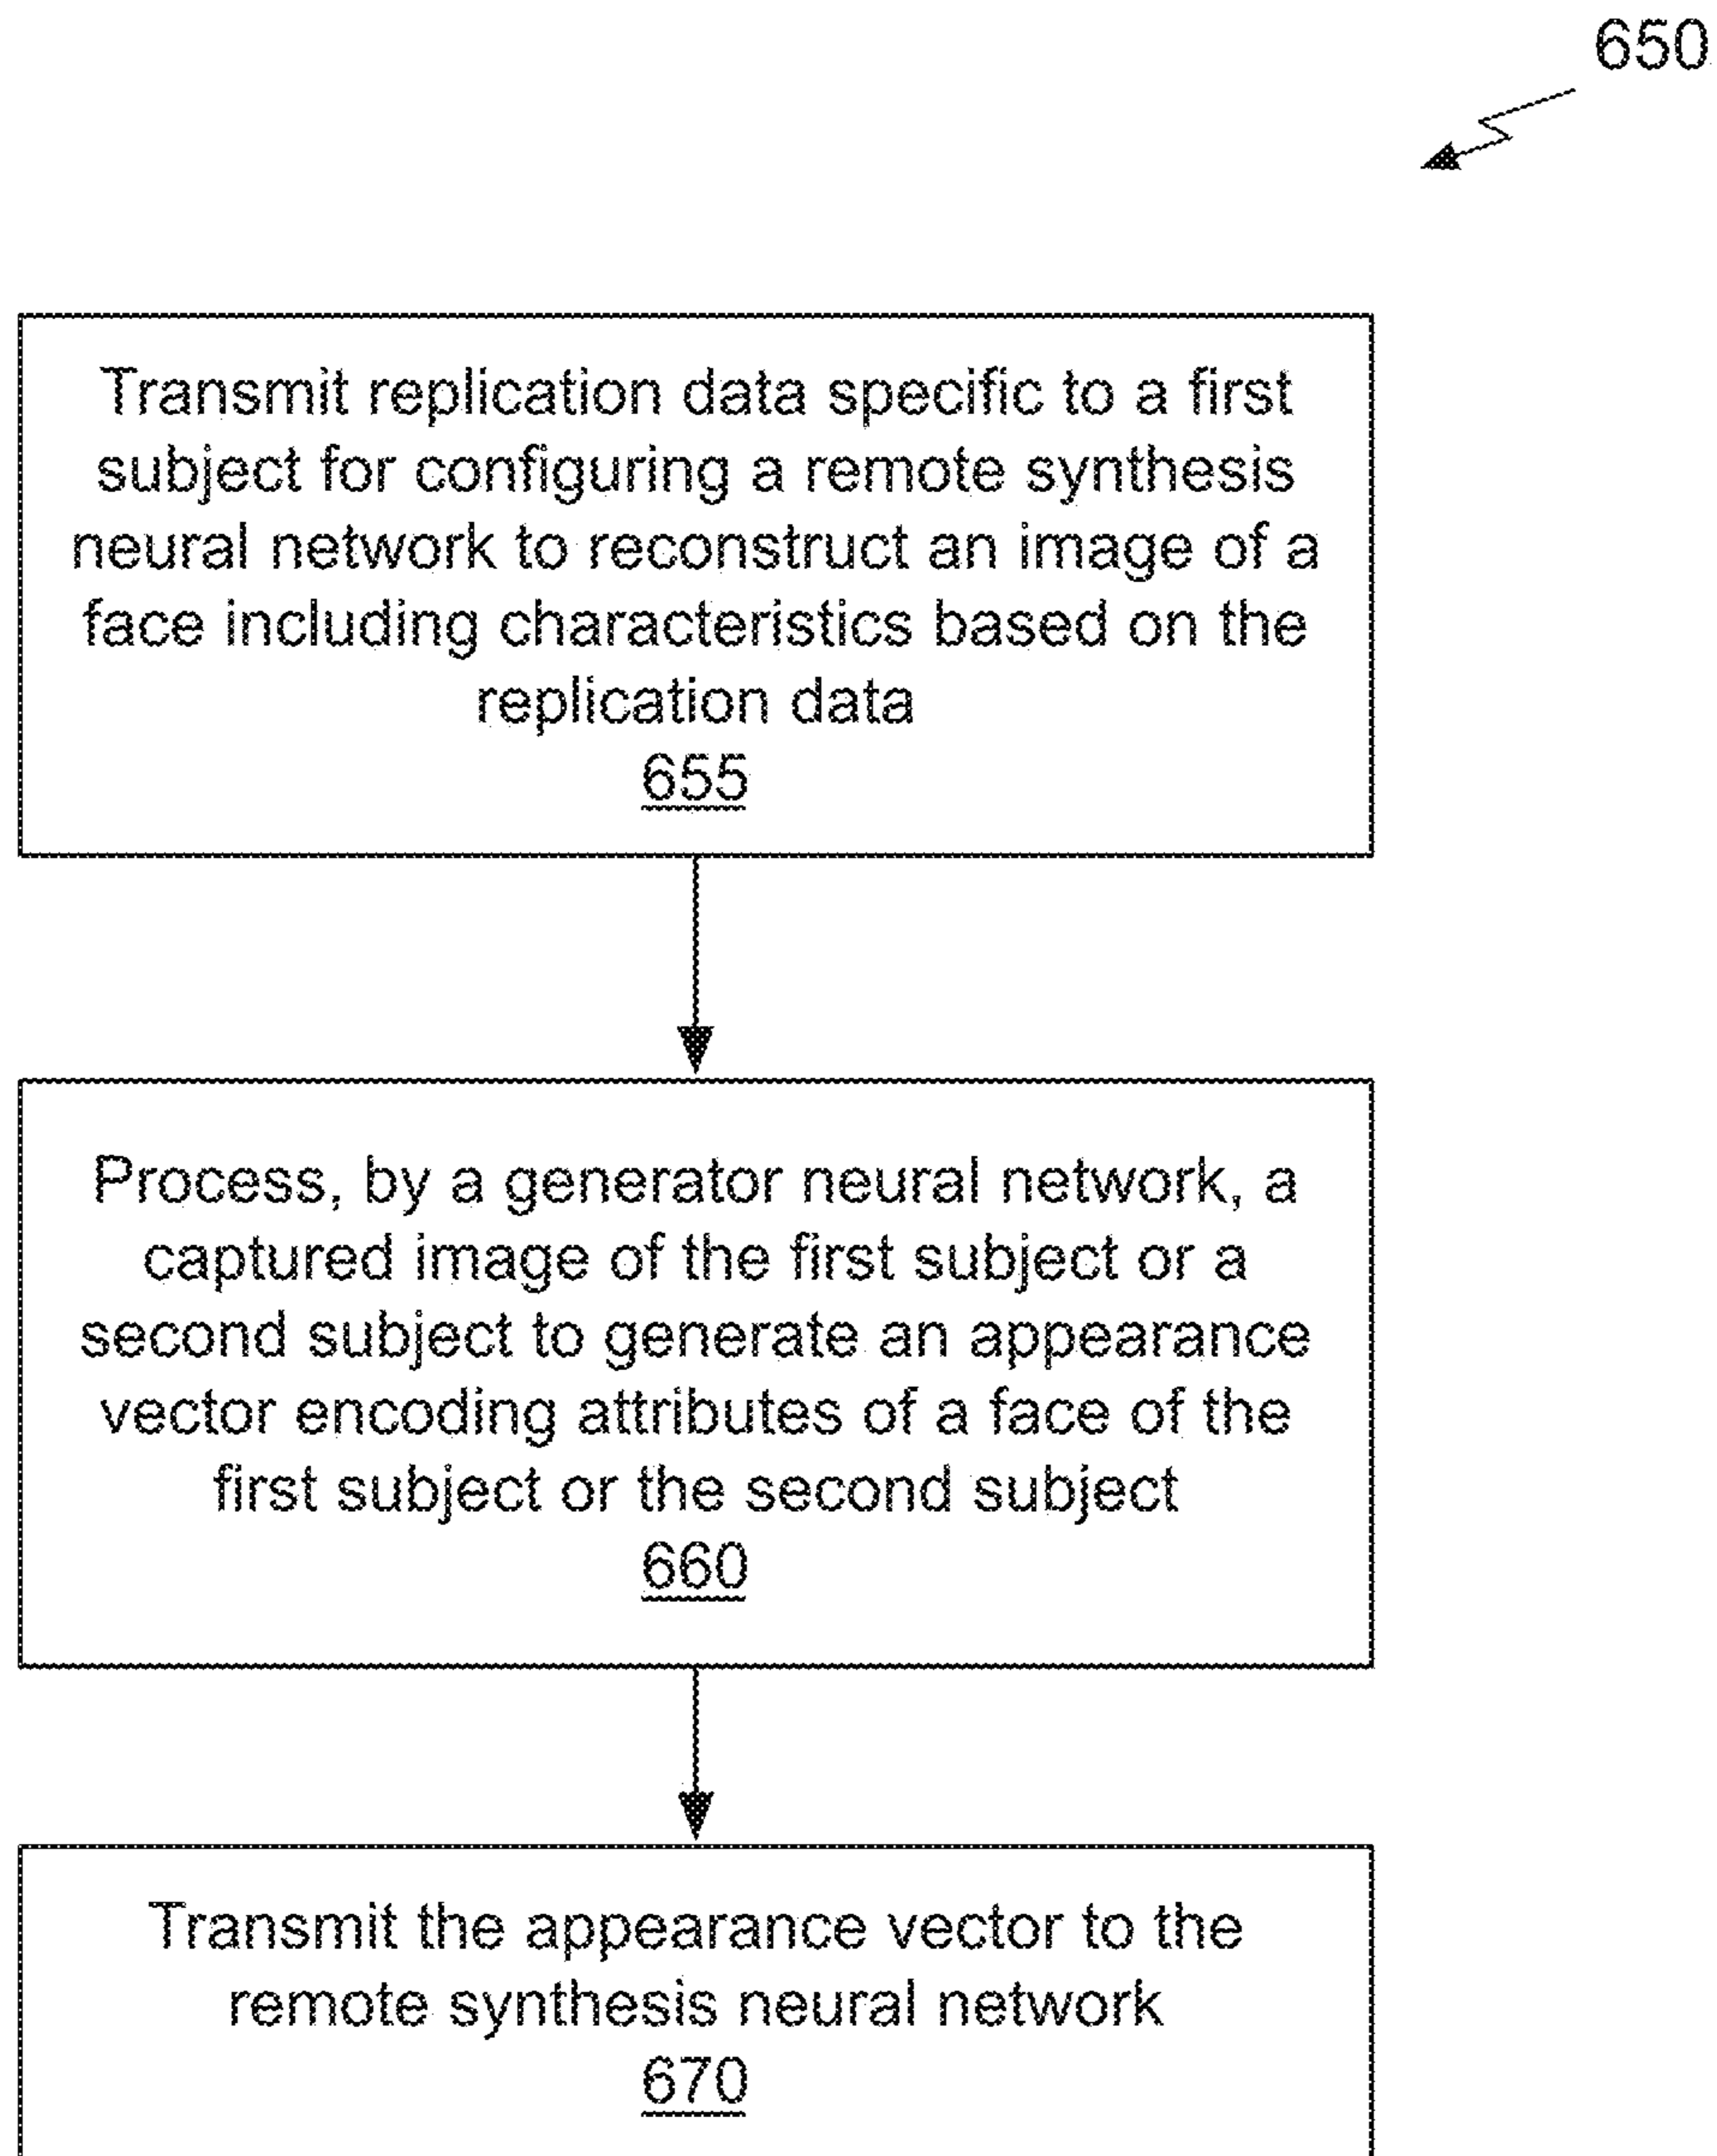 650
Transmit replication data specific to a first
subject for configuring a remote synthesis
neural network to reconstruct an image of a
face including characteristics based on the
replication data
655
Process, by a generator neural network, a
captured image of the first subject or a
second subject to generate an appearance
vector encoding attributes of a face of the
first subject or the second subject
660
Transmit the appearance vector to the
remote synthesis neural network
670